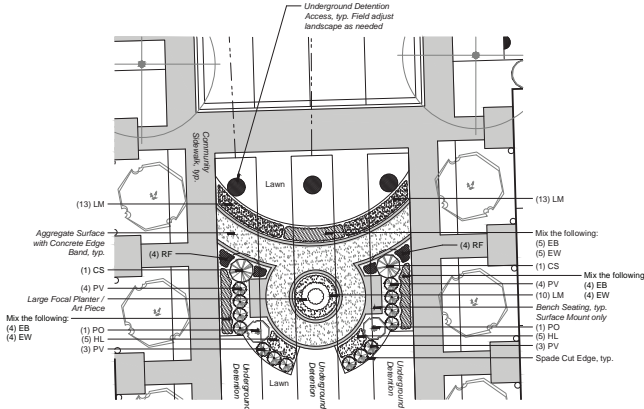 Underground Detention
Access, typ. Field adjust
landscape as needed
Community
Sidewalk, typ.
Lawn
(13) LM
(13) LM
Aggregate Surface
with Concrete Edge
Band, typ.
(4) RF
(4) RF
Mix the following:
(5) EB
(5) EW
(1) CS
(1) CS
Mix the following
(4) EB
(4) EW
(4) PV
(4) PV
Large Focal Planter /
Art Piece
(10) LM
Mix the following:
(4) EB
(4) EW
Bench Seating, typ.
Surface Mount only
(1) PO
(1) PO
(5) HL
(5) HL
(3) PV
(3) PV
Spade Cut Edge, typ.
Lawn
Underground
Detention
Underground
Detention
Underground
Detention